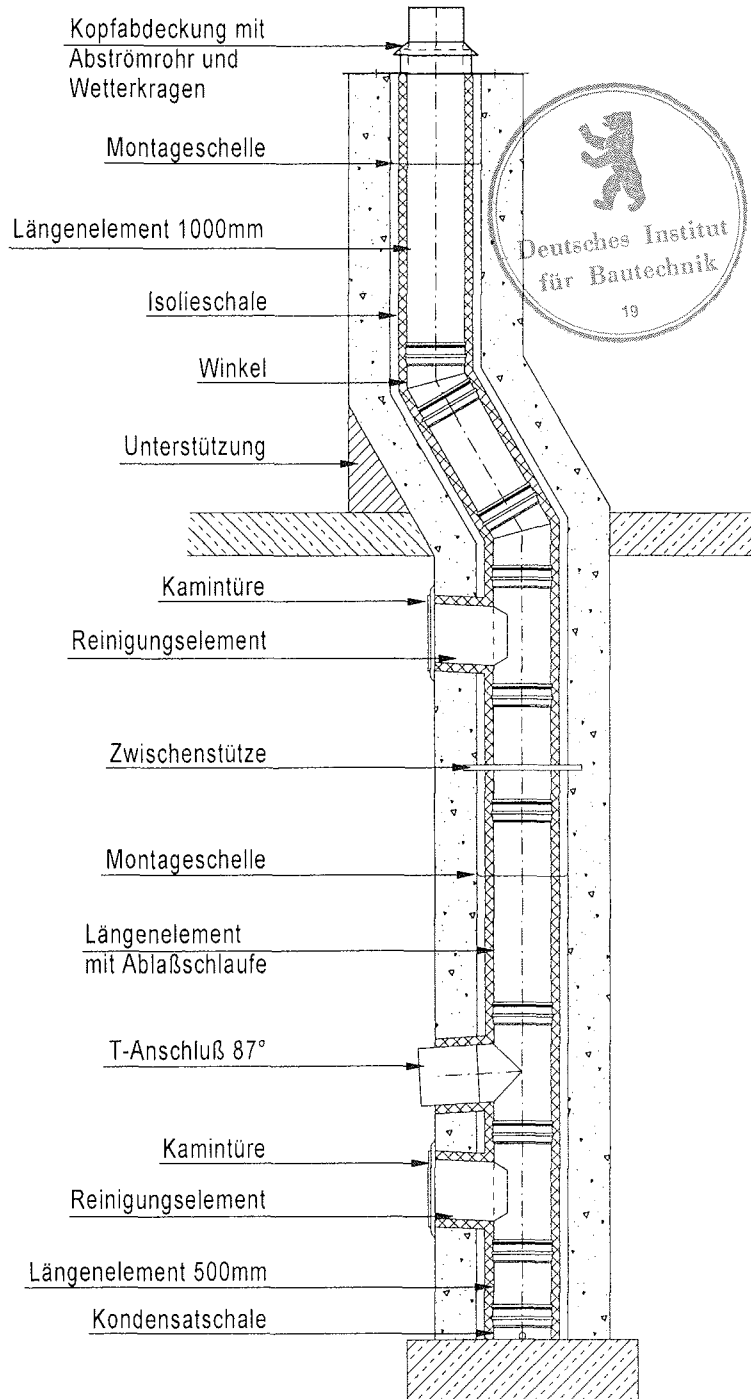 Kopfabdeckung mit
Abströmrohr und
Wetterkragen
Montageschelle
Längenelement 1000mm
Isolieschale
Winkel
Unterstützung
Kamintüre
Reinigungselement
Zwischenstütze
Montageschelle
Längenelement
mit Ablaßschlaufe
T-Anschluß 87°
Kamintüre
Reinigungselement
Längenelement 500mm
Kondensatschale
Deutsches Institut
für Bautechnik
19